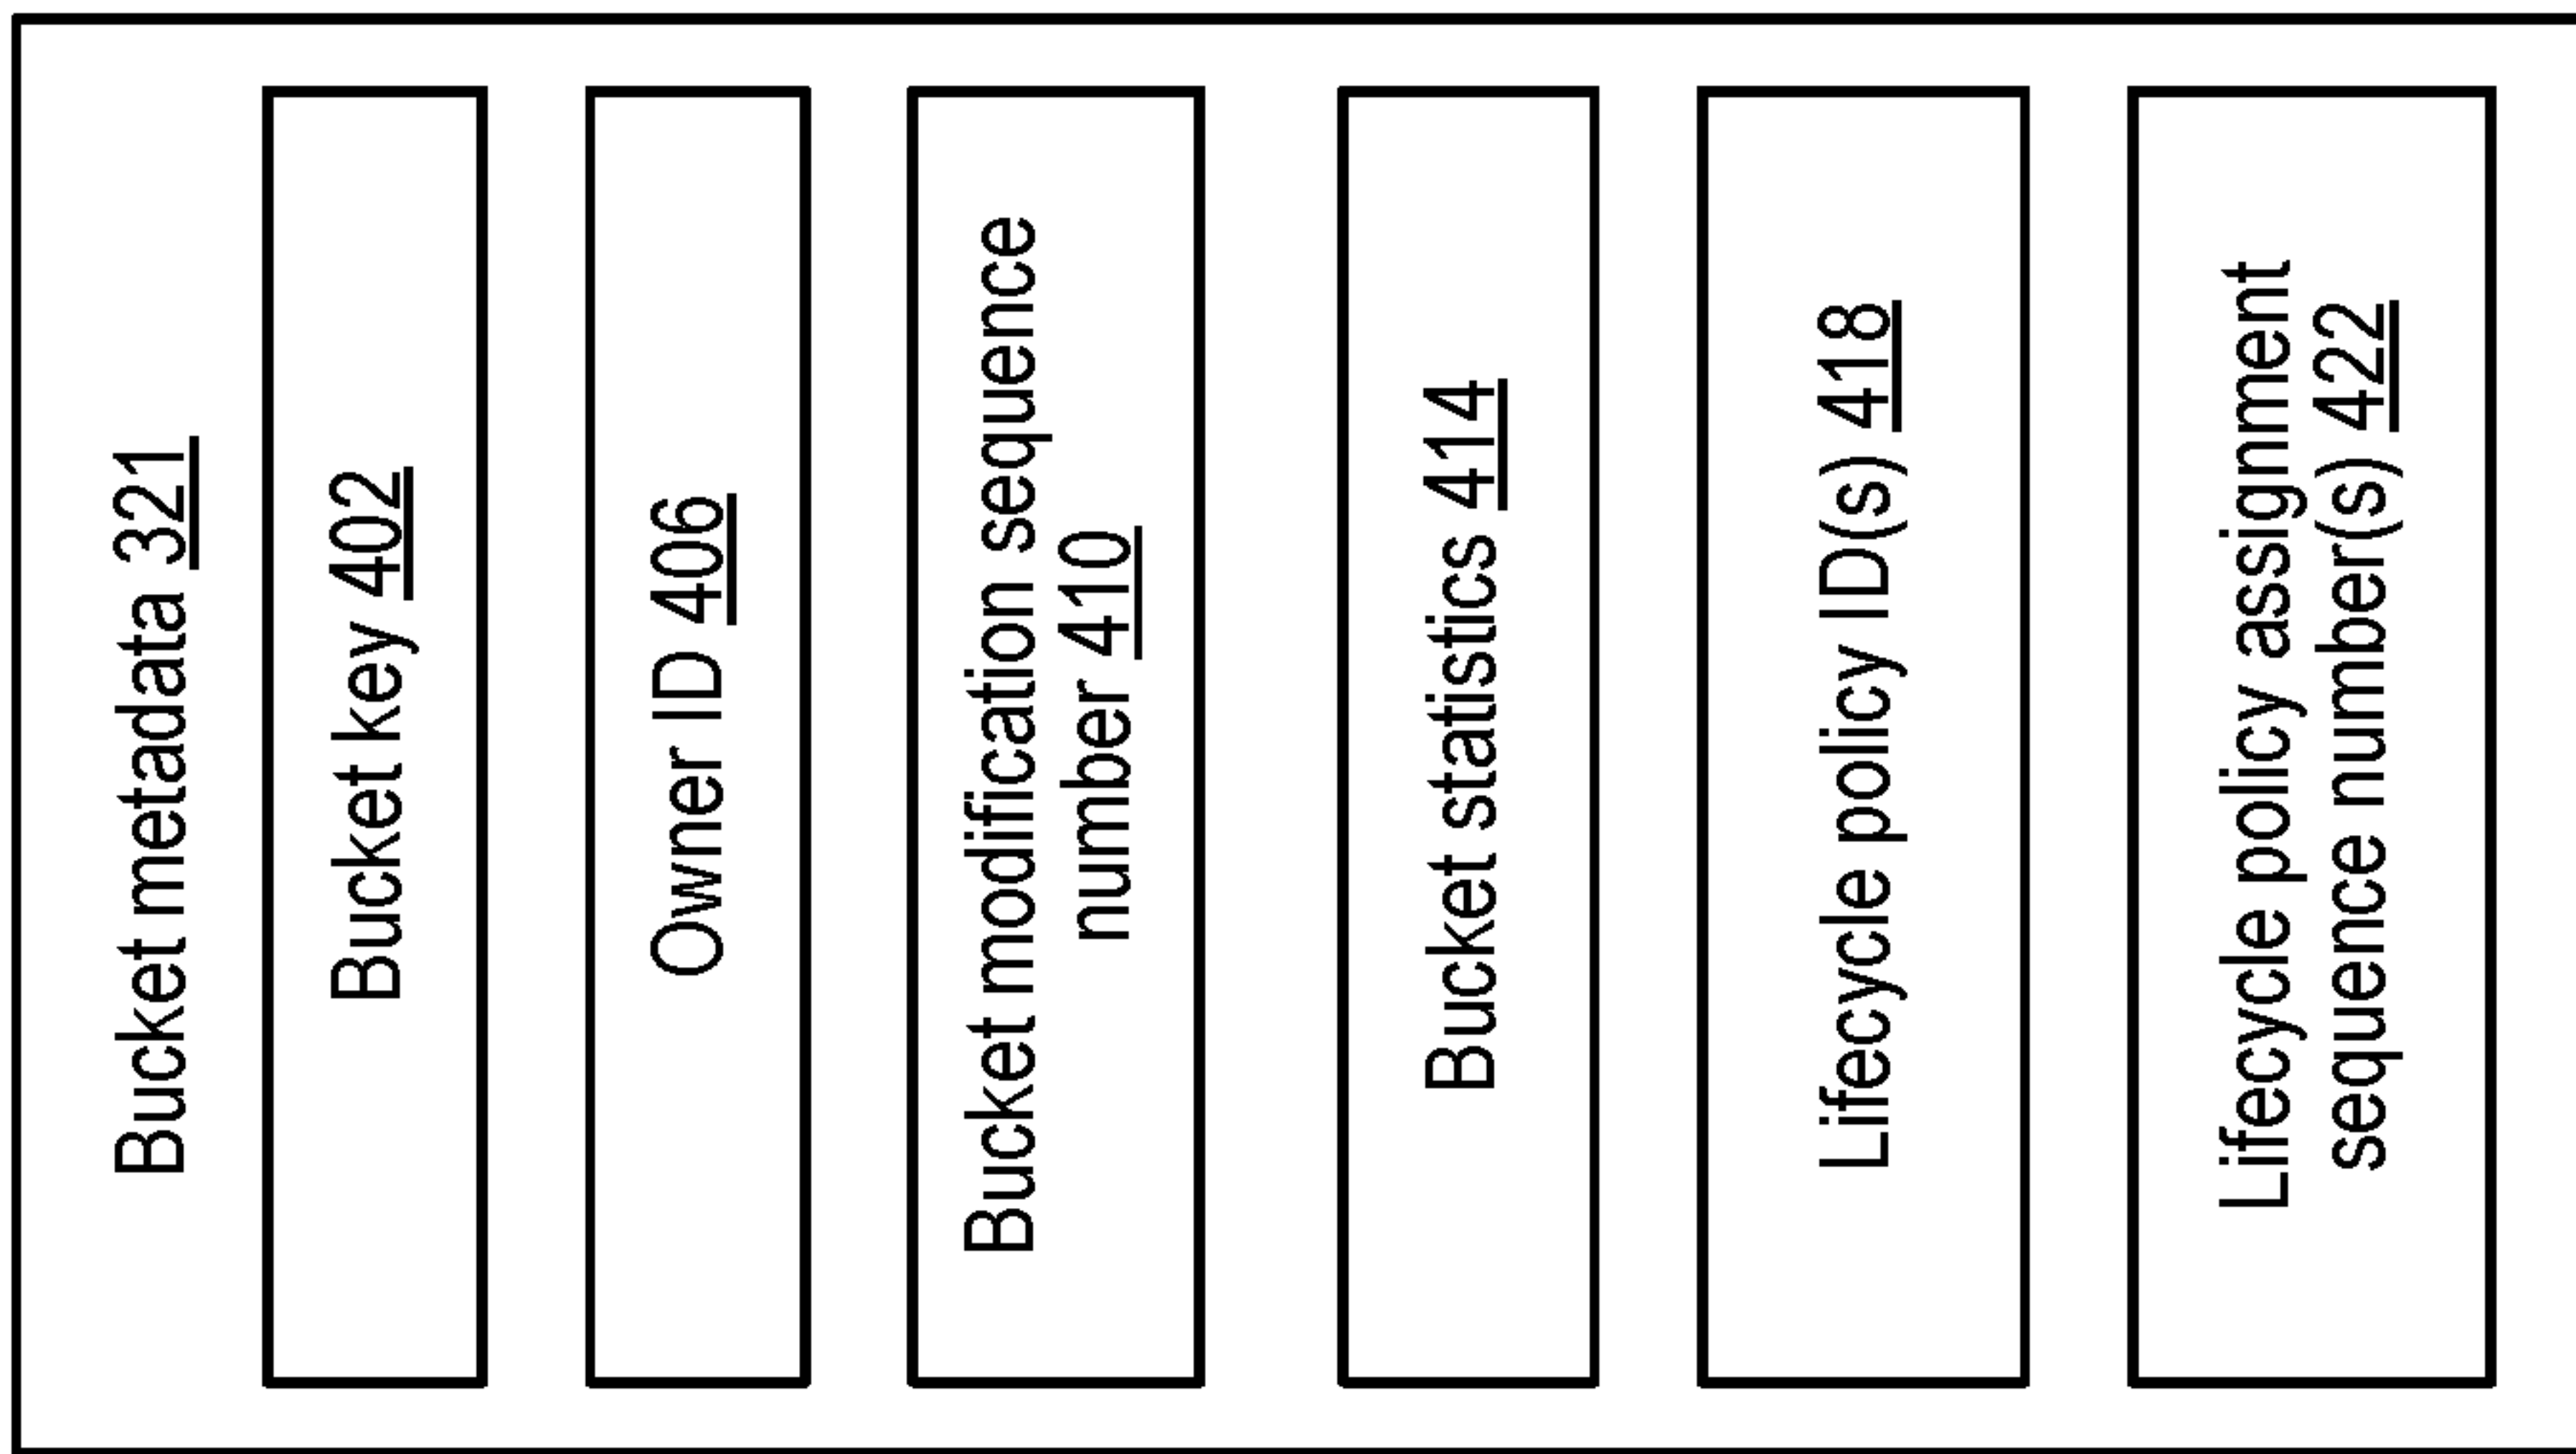 Bucket metadata 321
Bucket key 402
Owner ID 406
Bucket modification sequence
number 410
Bucket statistics 414
Lifecycle policy ID(s) 418
Lifecycle policy assignment
sequence number(s) 422